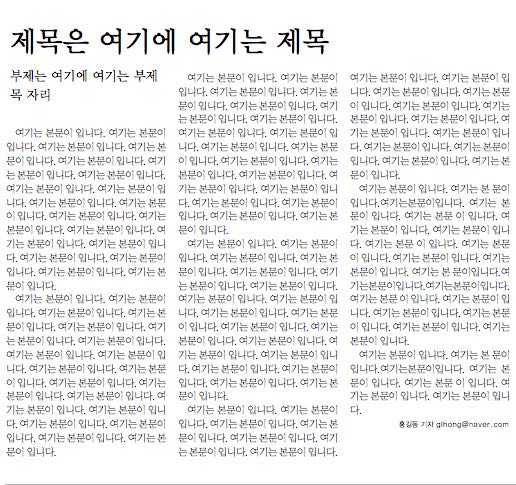 제목은 여기에 여기는 제목
부제는 여기에 여기는 부제
목 자리
여기는 본문이 입니다. 여기는 본문이
입니다. 여기는 본문이 입니다. 여기는 본
문이 입니다. 여기는 본문이 입니다. 여기
는 본문이 입니다. 여기는 본문이 입니다.
여기는 본문이 입니다. 여기는 본문이 입
니다. 여기는 본문이 입니다. 여기는 본문
이 입니다. 여기는 본문이 입니다. 여기는
본문이 입니다. 여기는 본문이 입니다. 여
기는 본문이 입니다. 여기는 본문이 입니
다. 여기는 본문이 입니다. 여기는 본문이
입니다. 여기는 본문이 입니다. 여기는 본
문이 입니다.
여기는 본문이 입니다. 여기는 본문이
입니다. 여기는 본문이 입니다. 여기는 본
문이 입니다. 여기는 본문이 입니다. 여기
는 본문이 입니다. 여기는 본문이 입니다.
여기는 본문이 입니다. 여기는 본문이 입
니다. 여기는 본문이 입니다. 여기는 본문
이 입니다. 여기는 본문이 입니다. 여기는
본문이 입니다. 여기는 본문이 입니다. 여
기는 본문이 입니다. 여기는 본문이 입니
다. 여기는 본문이 입니다. 여기는 본문이
입니다. 여기는 본문이 입니다. 여기는 본
문이 입니다.
여기는 본문이 입니다. 여기는 본문이
입니다. 여기는 본문이 입니다. 여기는 본
문이 입니다. 여기는 본문이 입니다. 여기
는 본문이 입니다. 여기는 본문이 입니다.
여기는 본문이 입니다. 여기는 본문이 입
니다. 여기는 본문이 입니다. 여기는 본문
이 입니다. 여기는 본문이 입니다. 여기는
본문이 입니다. 여기는 본문이 입니다. 여
기는 본문이 입니다. 여기는 본문이 입니
다. 여기는 본문이 입니다. 여기는 본문이
입니다. 여기는 본문이 입니다. 여기는 본
문이 입니다.
여기는 본문이 입니다. 여기는 본문이
입니다. 여기는 본문이 입니다. 여기는 본
문이 입니다. 여기는 본문이 입니다. 여기
는 본문이 입니다. 여기는 본문이 입니다.
여기는 본문이 입니다. 여기는 본문이 입
니다. 여기는 본문이 입니다. 여기는 본문
이 입니다. 여기는 본문이 입니다. 여기는
본문이 입니다. 여기는 본문이 입니다. 여
기는 본문이 입니다. 여기는 본문이 입니
다. 여기는 본문이 입니다. 여기는 본문이
입니다. 여기는 본문이 입니다. 여기는 본
문이 입니다.
여기는 본문이 입니다. 여기는 본문이
입니다. 여기는 본문이 입니다. 여기는 본
문이 입니다. 여기는 본문이 입니다. 여기
는 본문이 입니다. 여기는 본문이 입니다.
여기는 본문이 입니다. 여기는 본문이 입
니다. 여기는 본문이 입니다. 여기는 본문
이 입니다. 여기는 본문이 입니다. 여기는
본문이 입니다. 여기는 본문이 입니다. 여
기는 본문이 입니다. 여기는 본문이 입니
다. 여기는 본문이 입니다. 여기는 본문이
입니다. 여기는 본문이 입니다. 여기는 본
문이 입니다.
여기는 본문이 입니다. 여기는 본 문이
입니다.여기는본문이입니다. 여기는 본
문이 입니다. 여기는 본문 이 입니다. 여
기는 본문이 입니다. 여기는 본문이 입니
다. 여기는 본문 이 입니다. 여기는 본문
이 입니다. 여기는 본문이 입니다. 여기는
본문이 입니다. 여기는 본 문이입니다.여
기는본문이입니다.여기는본문이입니다.
여기는 본문 이 입니다. 여기는 본문이 입
니다. 여기는 본문이 입니다. 여기는 본문
이 입니다. 여기는 본문이 입니다. 여기는
본문이 입니다.
여기는 본문이 입니다. 여기는 본 문이
입니다.여기는본문이입니다. 여기는 본
문이 입니다. 여기는 본문 이 입니다. 여
기는 본문이 입니다. 여기는 본문이 입니
다.
홍길동 기자 glhong@naver.com